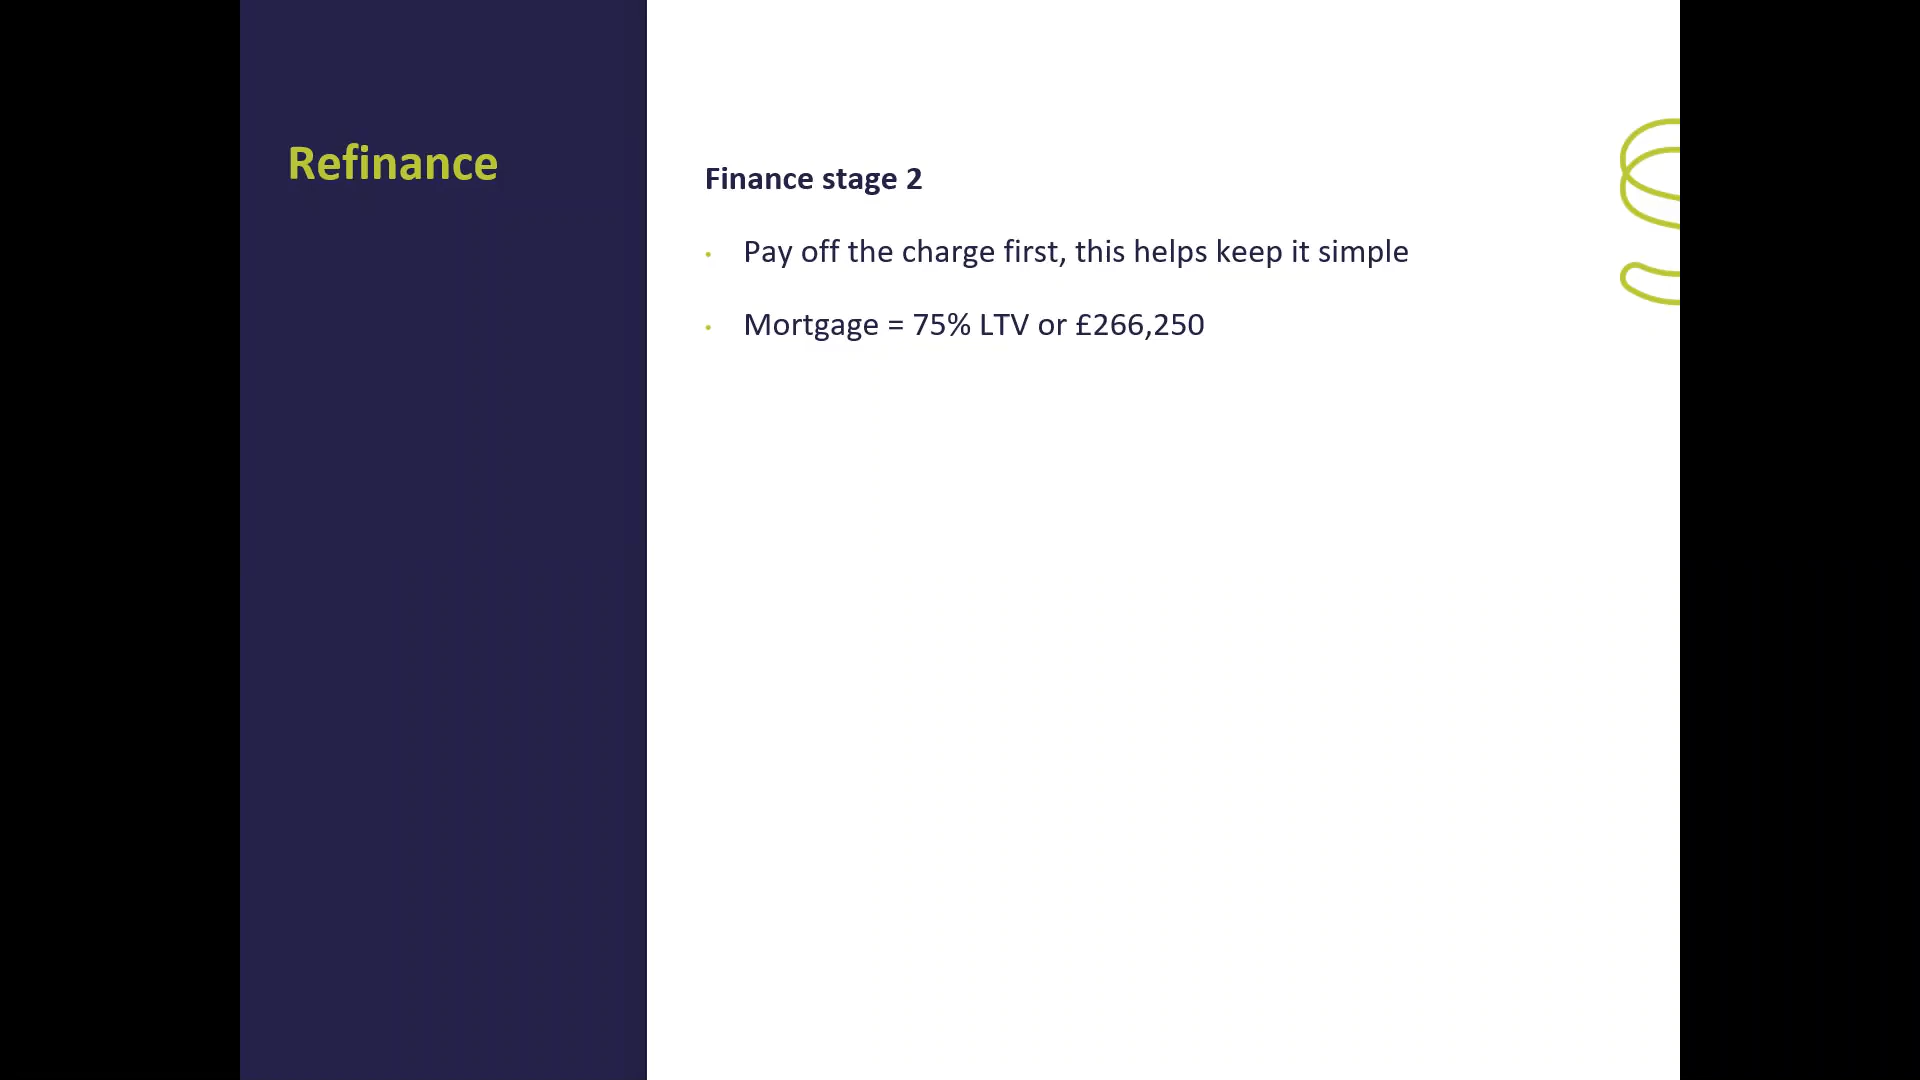 Refinance
Finance stage 2
• Pay off the charge first, this helps keep it simple
• Mortgage = 75% LTV or £266,250